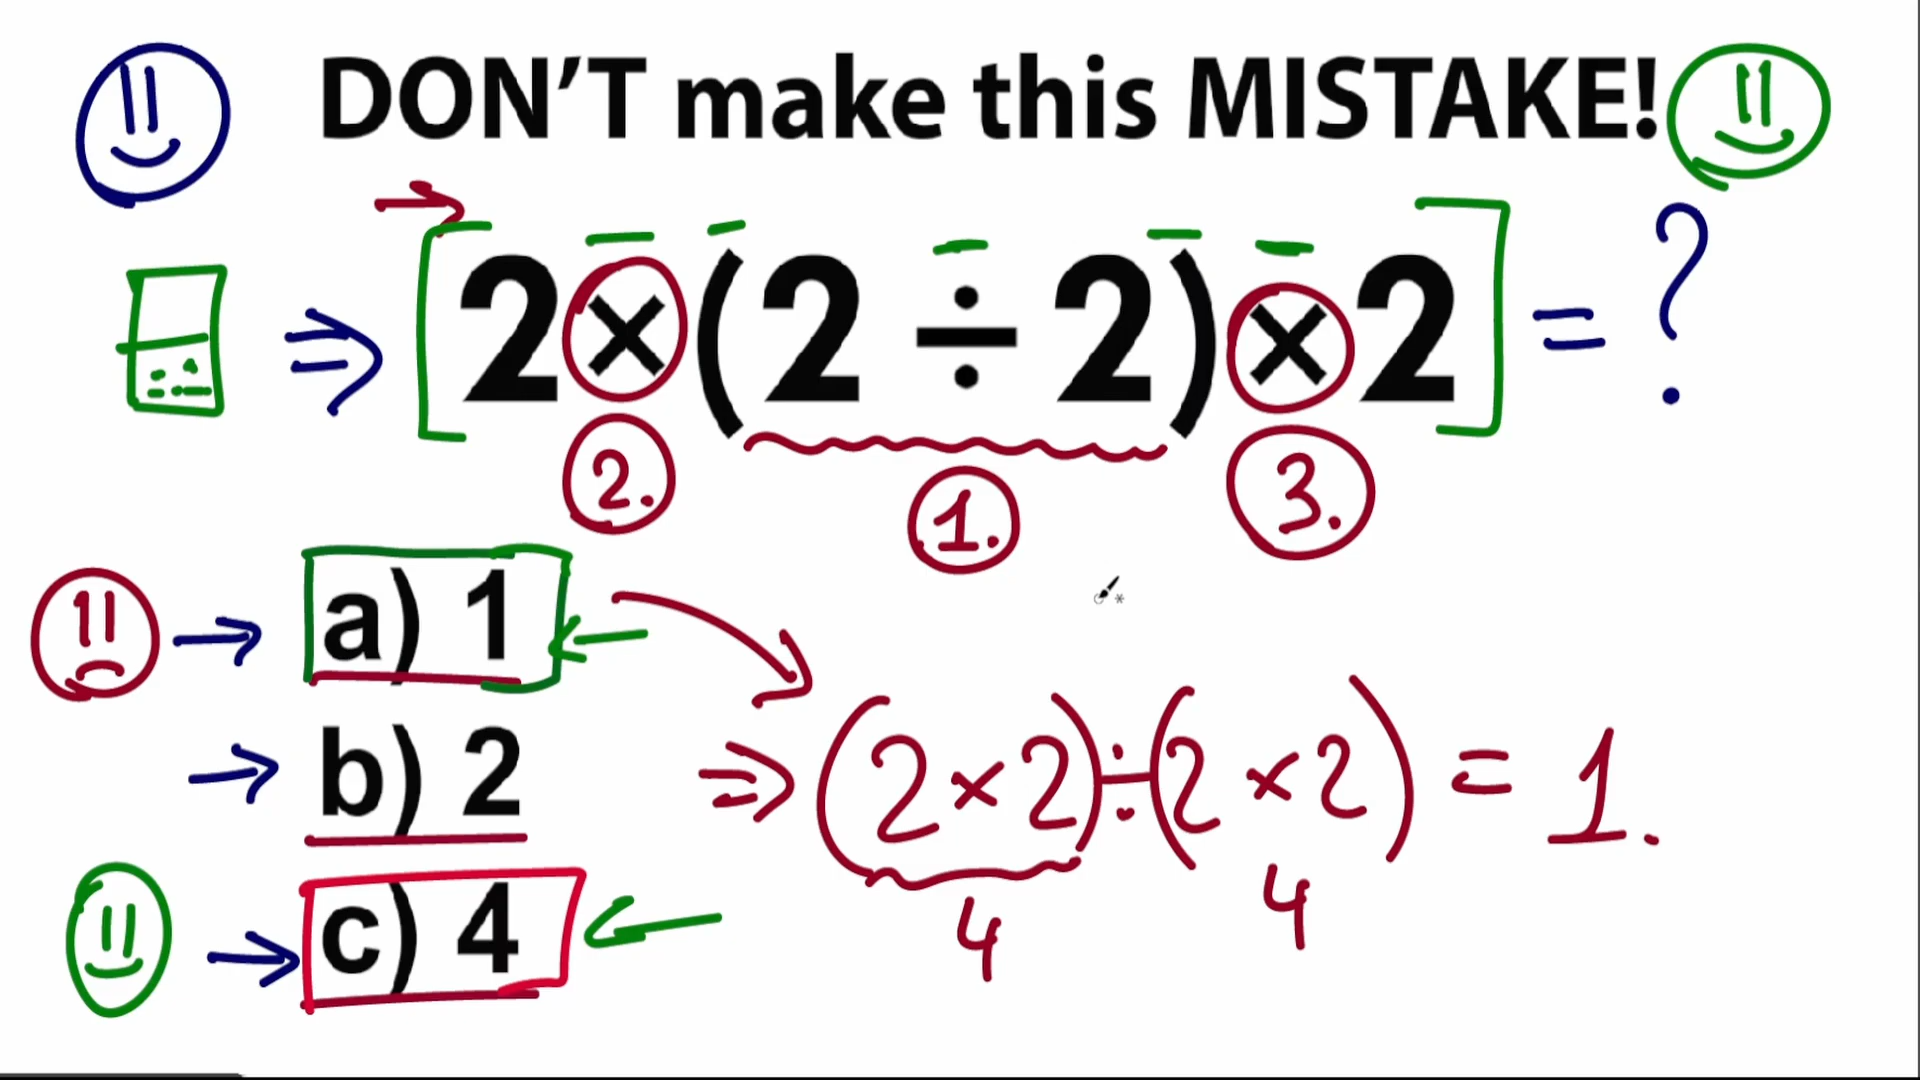 DON'T make this MISTAKE!
[2×(2÷2)×2] = ?
2. 1. 3.
a) 1
b) 2
⇒ (2×2)÷(2×2) = 1.
4 4
c) 4